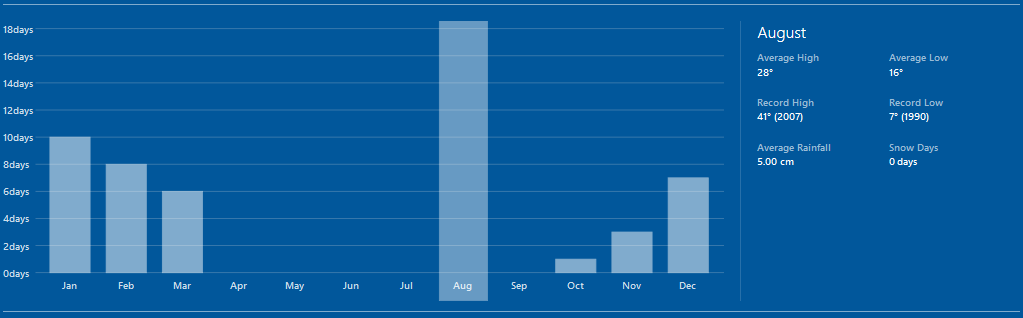 18days
16days
14days
12days
10days
8days
6days
4days
2days
0days
Jan Feb Mar Apr May Jun Jul Aug Sep Oct Nov Dec
August
Average High Average Low
28° 16°
Record High Record Low
41° (2007) 7° (1990)
Average Rainfall Snow Days
5.00 cm 0 days